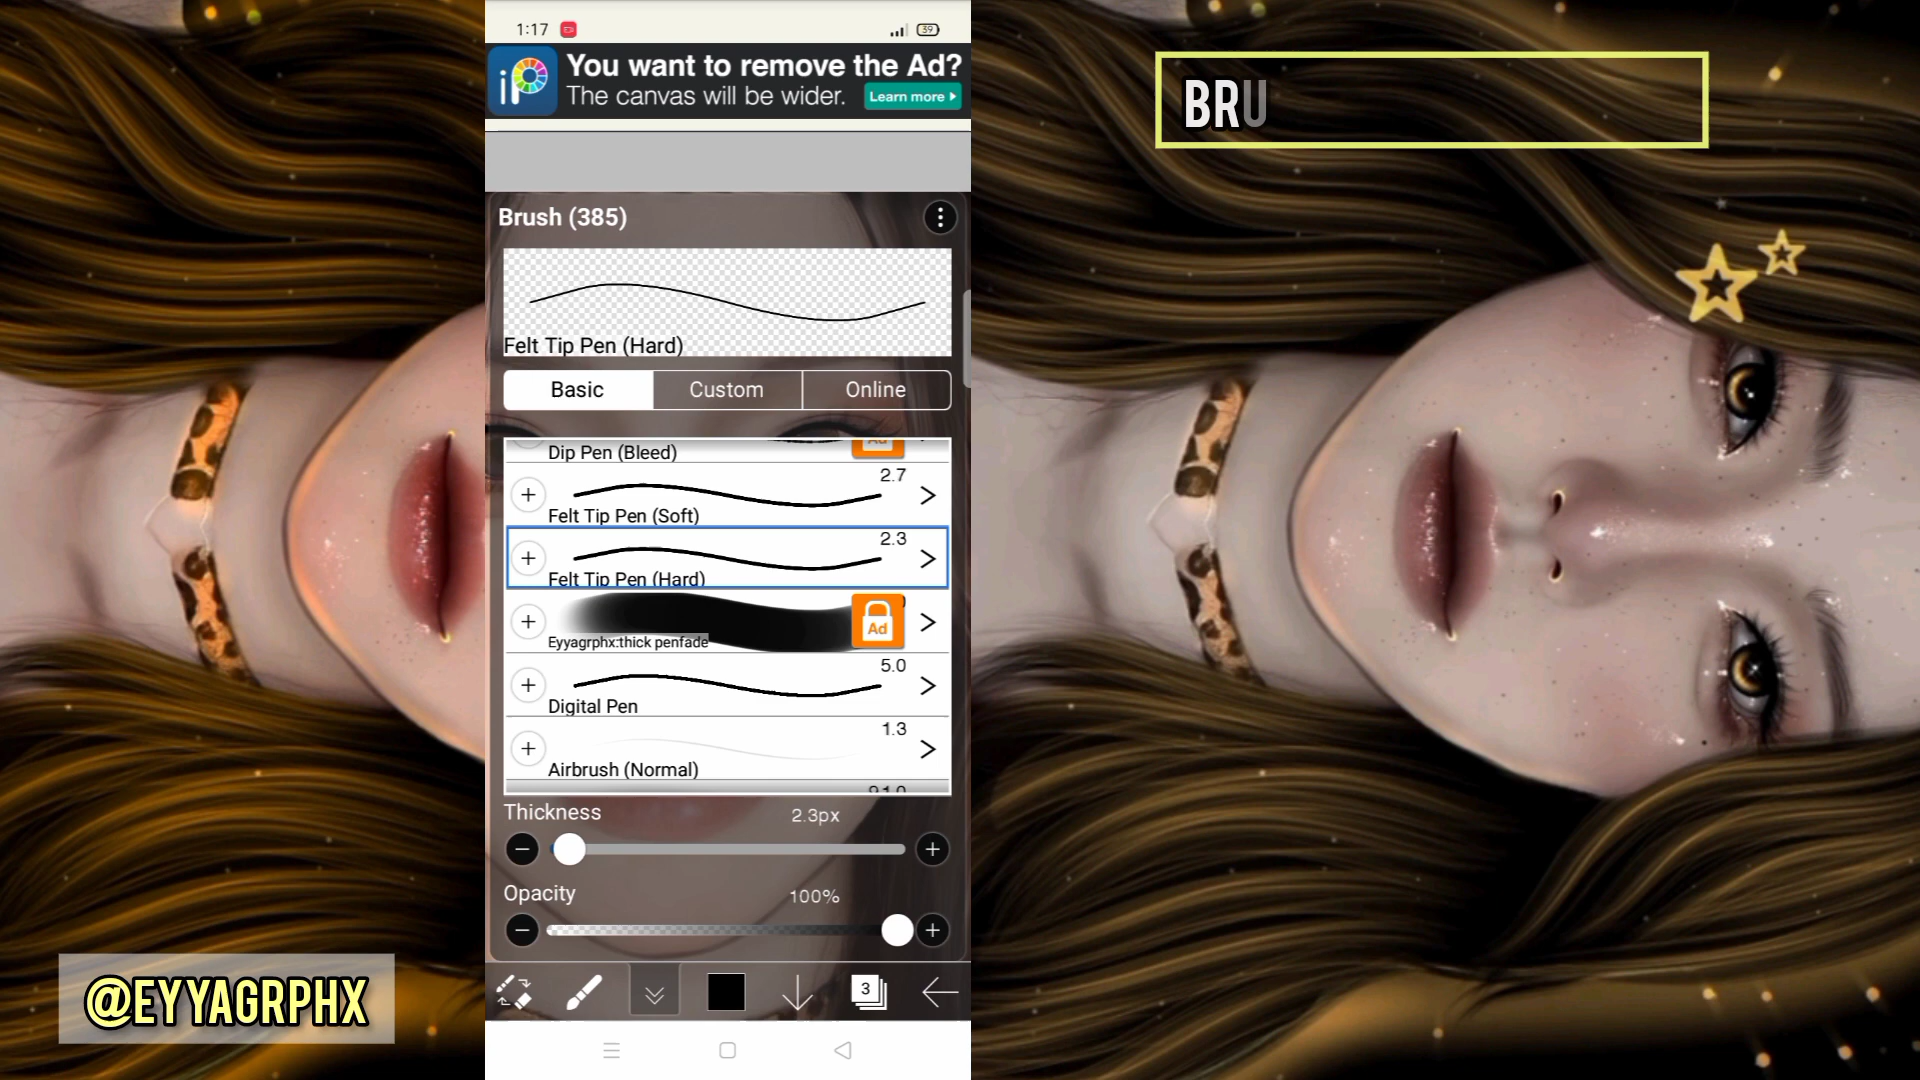 1:17
39
iP
You want to remove the Ad?
The canvas will be wider.
Learn more
BRU
Brush (385)
Felt Tip Pen (Hard)
Basic
Custom
Online
Ad
Dip Pen (Bleed)
2.7
Felt Tip Pen (Soft)
2.3
Felt Tip Pen (Hard)
Ad
Eyyagrphx:thick penfade
5.0
Digital Pen
1.3
Airbrush (Normal)
Thickness
2.3px
Opacity
100%
3
@EYYAGRPHX